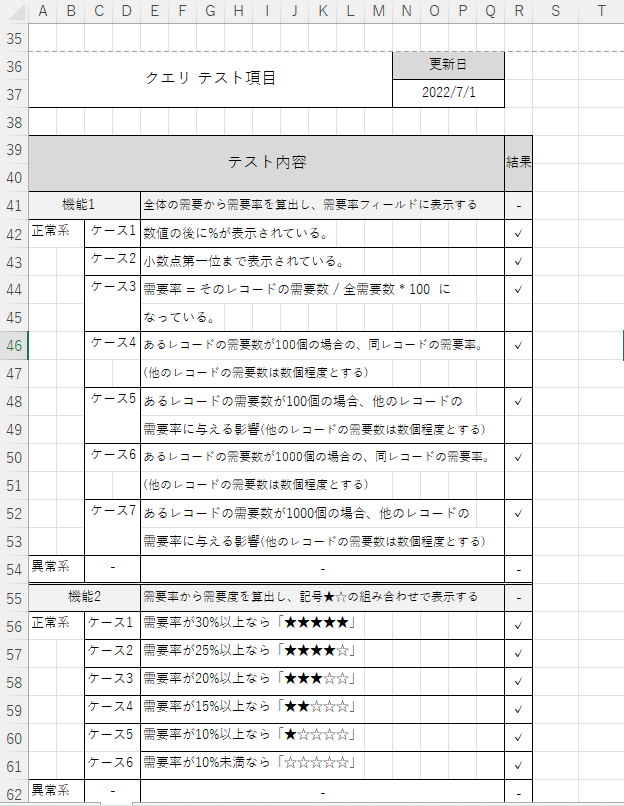 A B C D E F G H I J K L M N O P Q R S T
35
36 クエリ テスト項目 更新日
37 2022/7/1
38
39 テスト内容 結果
40
41 機能1 全体の需要から需要率を算出し、需要率フィールドに表示する -
42 正常系 ケース1 数値の後に%が表示されている。 ✓
43 ケース2 小数点第一位まで表示されている。 ✓
44 ケース3 需要率 = そのレコードの需要数 / 全需要数 * 100 に ✓
45 なっている。
46 ケース4 あるレコードの需要数が100個の場合の、同レコードの需要率。 ✓
47 (他のレコードの需要数は数個程度とする)
48 ケース5 あるレコードの需要数が100個の場合、他のレコードの ✓
49 需要率に与える影響(他のレコードの需要数は数個程度とする)
50 ケース6 あるレコードの需要数が1000個の場合の、同レコードの需要率。 ✓
51 (他のレコードの需要数は数個程度とする)
52 ケース7 あるレコードの需要数が1000個の場合、他のレコードの ✓
53 需要率に与える影響(他のレコードの需要数は数個程度とする)
54 異常系 - - -
55 機能2 需要率から需要度を算出し、記号★☆の組み合わせで表示する -
56 正常系 ケース1 需要率が30%以上なら「★★★★★」 ✓
57 ケース2 需要率が25%以上なら「★★★★☆」 ✓
58 ケース3 需要率が20%以上なら「★★★☆☆」 ✓
59 ケース4 需要率が15%以上なら「★★☆☆☆」 ✓
60 ケース5 需要率が10%以上なら「★☆☆☆☆」 ✓
61 ケース6 需要率が10%未満なら「☆☆☆☆☆」 ✓
62 異常系 - - -